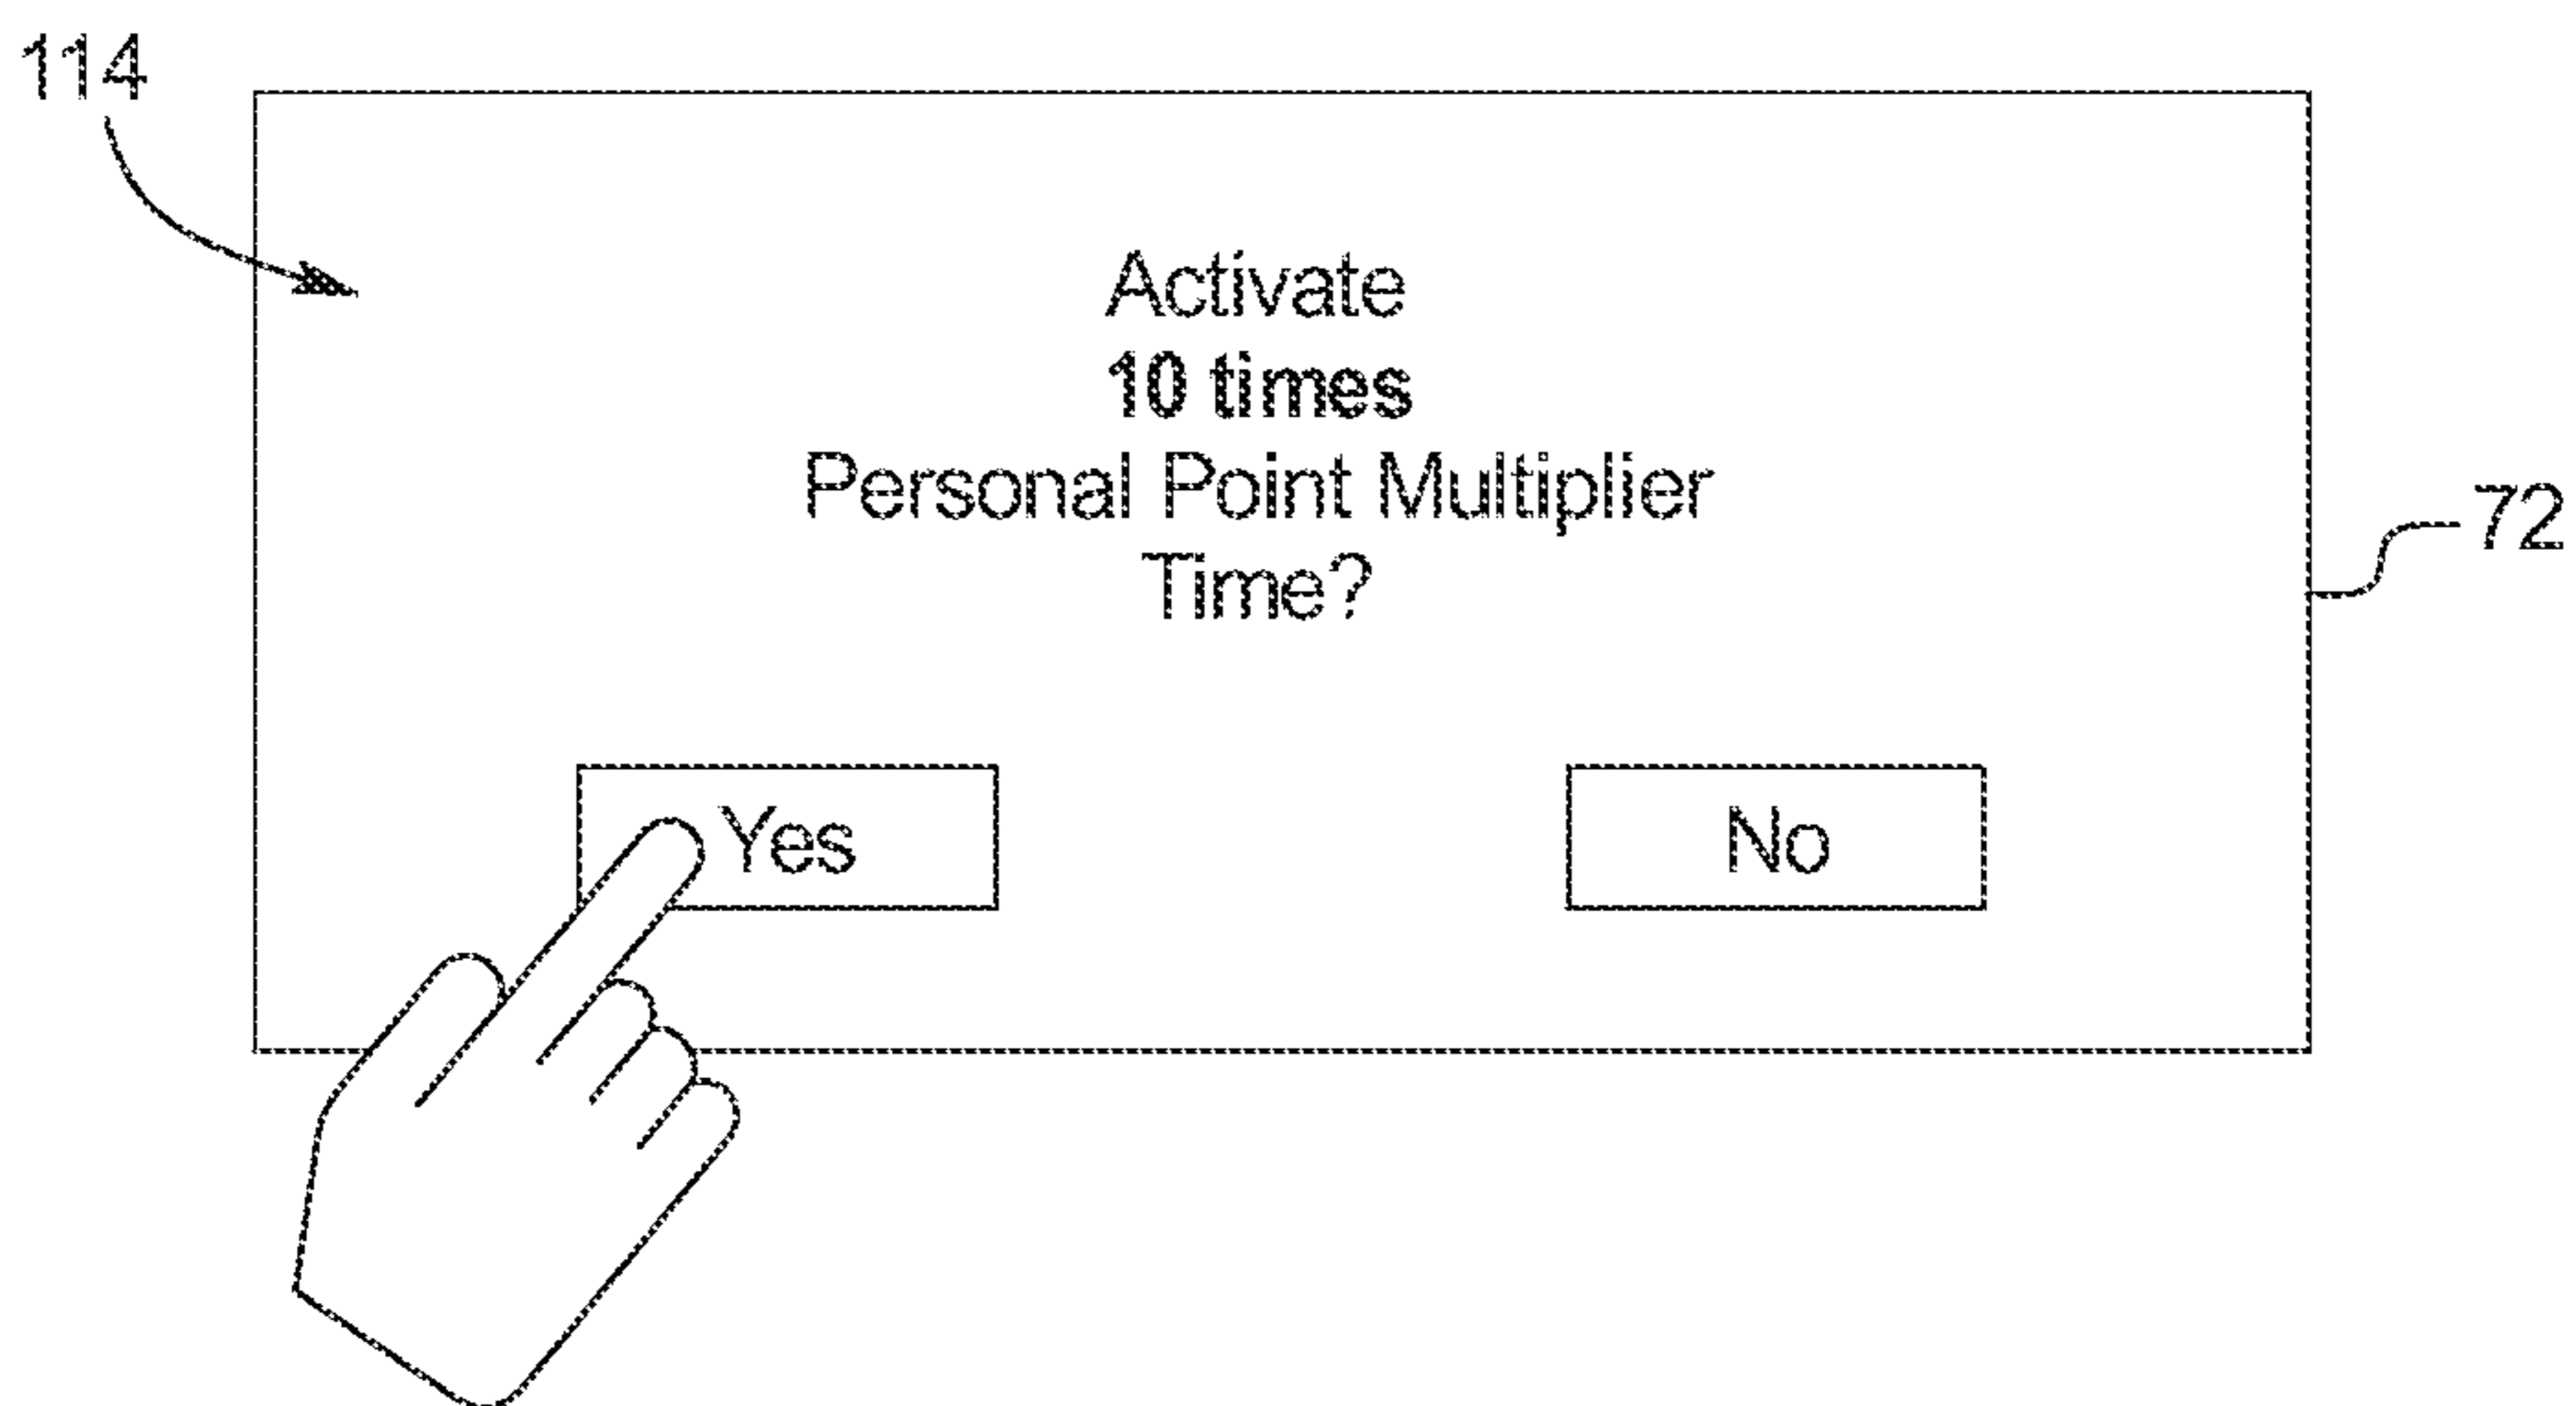 114
Activate
10 times
Personal Point Multiplier
Time?
72
Yes
No